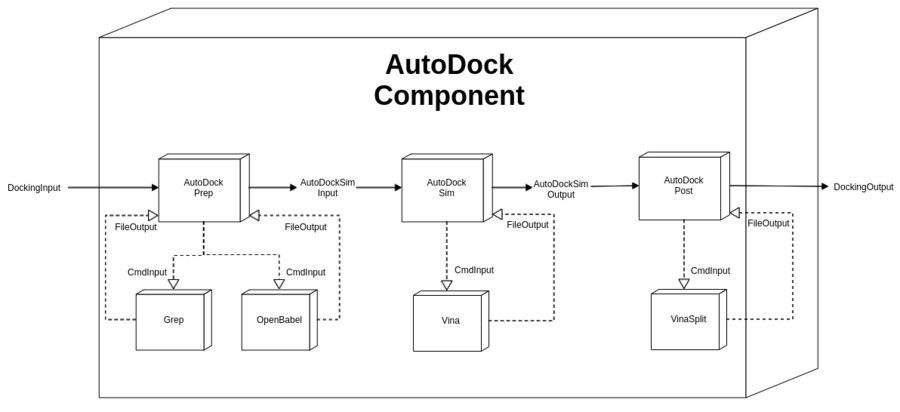 AutoDock
Component
DockingInput
AutoDock
Prep
AutoDockSim
Input
AutoDock
Sim
AutoDockSim
Output
AutoDock
Post
DockingOutput
FileOutput
FileOutput
FileOutput
FileOutput
CmdInput
CmdInput
CmdInput
CmdInput
Grep
OpenBabel
Vina
VinaSplit